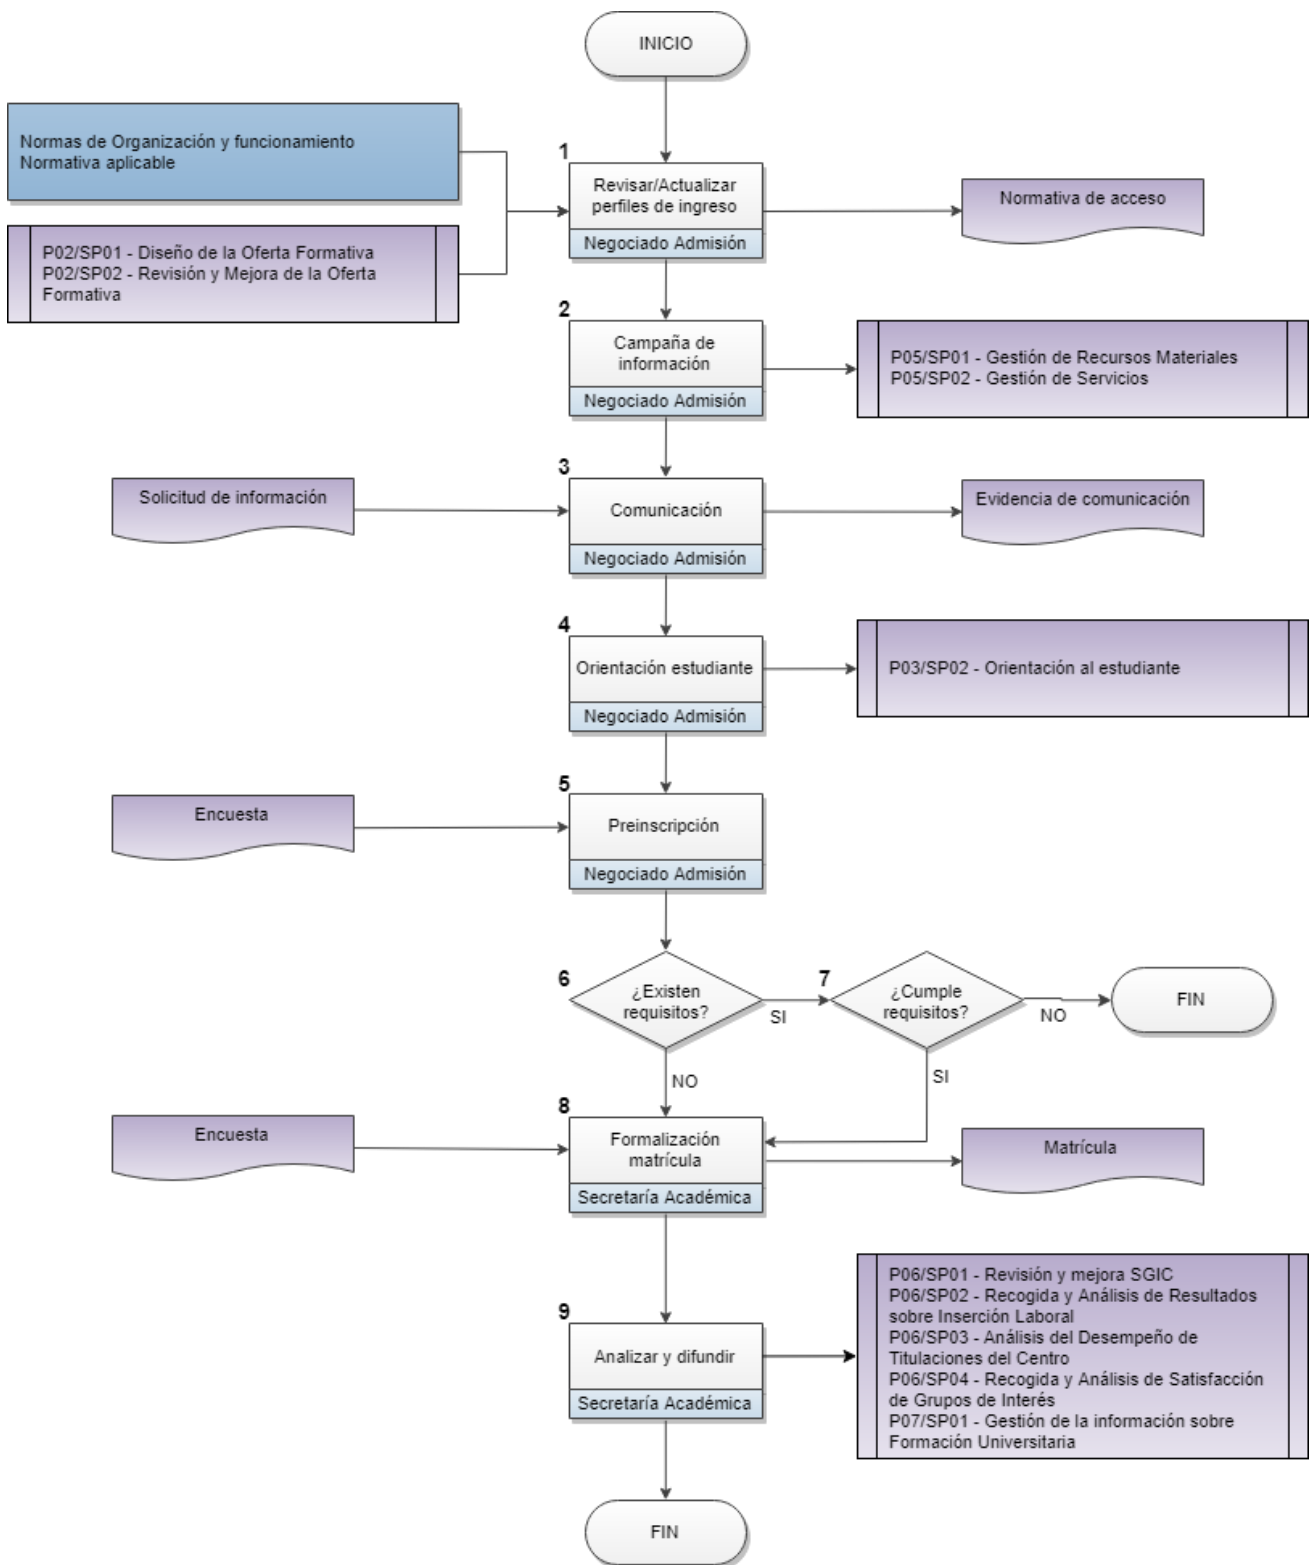 INICIO
Normas de Organización y funcionamiento
Normativa aplicable
P02/SP01 - Diseño de la Oferta Formativa
P02/SP02 - Revisión y Mejora de la Oferta
Formativa
1
Revisar/Actualizar
perfiles de ingreso
Negociado Admisión
Normativa de acceso
2
Campaña de
información
Negociado Admisión
P05/SP01 - Gestión de Recursos Materiales
P05/SP02 - Gestión de Servicios
Solicitud de información
3
Comunicación
Negociado Admisión
Evidencia de comunicación
4
Orientación estudiante
Negociado Admisión
P03/SP02 - Orientación al estudiante
Encuesta
5
Preinscripción
Negociado Admisión
6
¿Existen
requisitos?
SI
NO
7
¿Cumple
requisitos?
NO
SI
FIN
Encuesta
8
Formalización
matrícula
Secretaría Académica
Matrícula
9
Analizar y difundir
Secretaría Académica
P06/SP01 - Revisión y mejora SGIC
P06/SP02 - Recogida y Análisis de Resultados
sobre Inserción Laboral
P06/SP03 - Análisis del Desempeño de
Titulaciones del Centro
P06/SP04 - Recogida y Análisis de Satisfacción
de Grupos de Interés
P07/SP01 - Gestión de la información sobre
Formación Universitaria
FIN